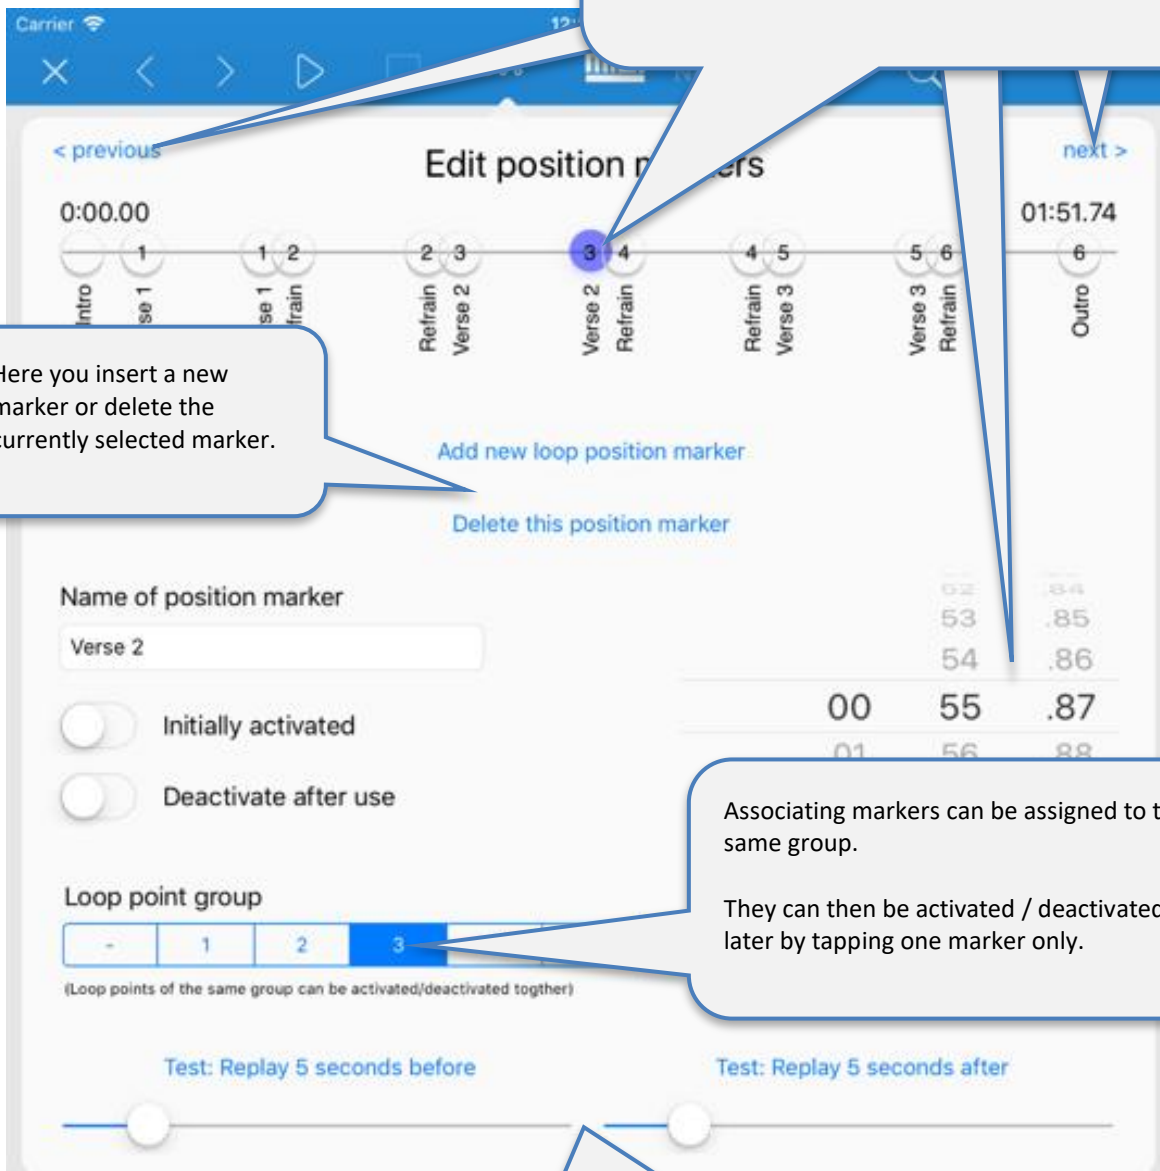 Carrier
< previous
next >
Edit position
0:00.00
01:51.74
1 1 2 2 3 3 4 4 5 5 6 6
Intro
Refrain
Verse 2
Verse 2
Refrain
Refrain
Verse 3
Verse 3
Refrain
Outro
Here you insert a new
marker or delete the
currently selected marker.
Add new loop position marker
Delete this position marker
Name of position marker
Verse 2
53 .85
54 .86
00 55 .87
01 56 88
Initially activated
Deactivate after use
Associating markers can be assigned to
same group.
They can then be activated / deactivated
later by tapping one marker only.
Loop point group
- 1 2 3
(Loop points of the same group can be activated/deactivated togther)
Test: Replay 5 seconds before
Test: Replay 5 seconds after